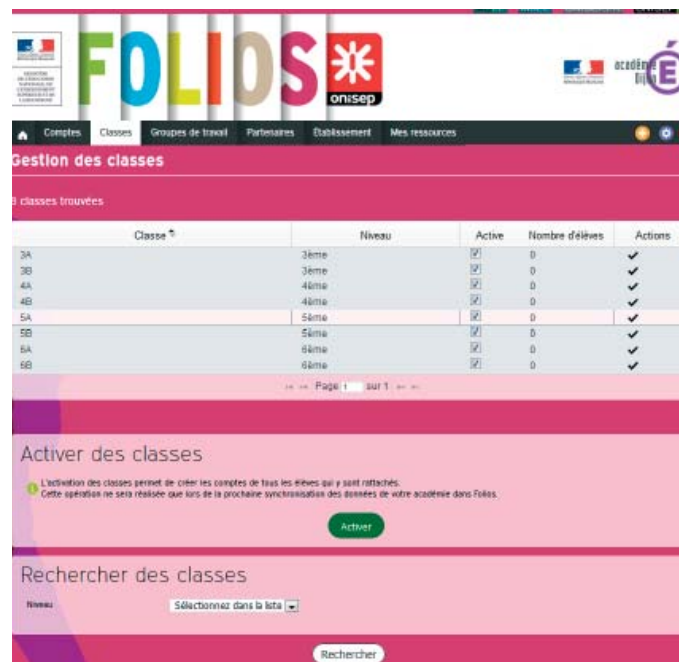 FOLIOS
onisep
académie
Comptes Classes Groupes de travail Partenaires Établissement Mes ressources
Gestion des classes
8 classes trouvées
Classe Niveau Active Nombre d'élèves Actions
3A 3ème 0
3B 3ème 0
4A 4ème 0
4B 4ème 0
5A 5ème 0
5B 5ème 0
6A 6ème 0
6B 6ème 0
Page 1 sur 1
Activer des classes
L'activation des classes permet de créer les comptes de tous les élèves qui y sont rattachés.
Cette opération ne sera réalisée que lors de la prochaine synchronisation des données de votre académie dans Folios.
Activer
Rechercher des classes
Niveau Sélectionnez dans la liste
Rechercher